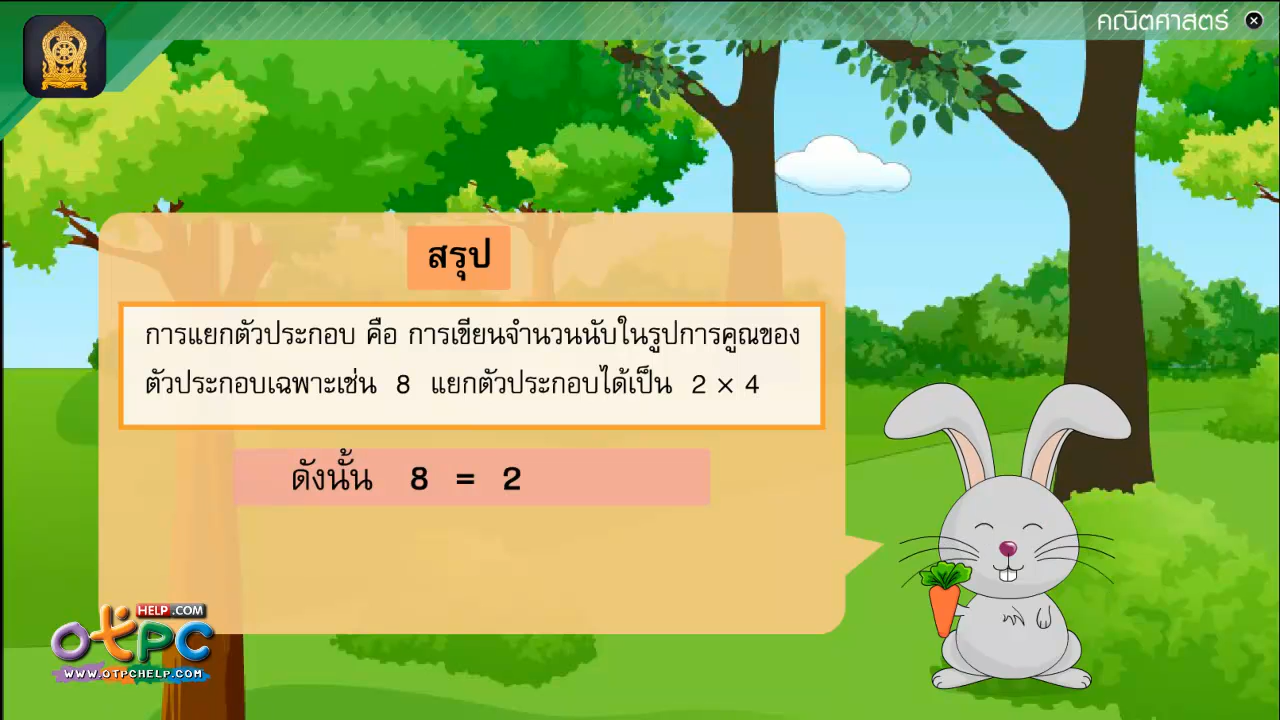 คณิตศาสตร์
สรุป
การแยกตัวประกอบ คือ การเขียนจำนวนนับในรูปการคูณของ
ตัวประกอบเฉพาะเช่น 8 แยกตัวประกอบได้เป็น 2 × 4
ดังนั้น 8 = 2
HELP.COM
OTPC
WWW.OTPCHELP.COM